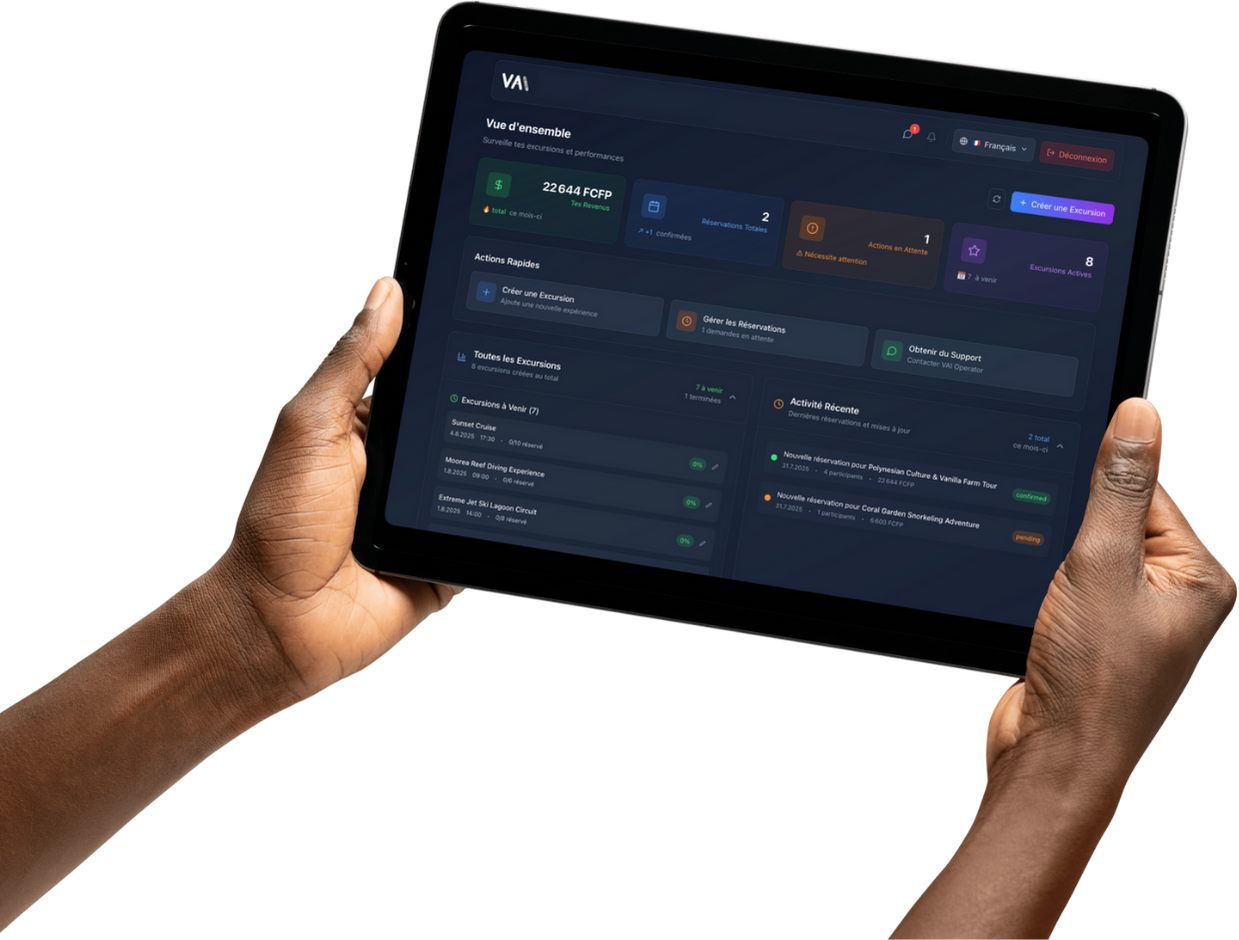 VAI
1
Français
Déconnexion
Vue d'ensemble
Surveille tes excursions et performances
+ Créer une Excursion
$
22 644 FCFP
Tes Revenus
total ce mois-ci
2
Réservations Totales
↗ +1 confirmées
1
Actions en Attente
⚠ Nécessite attention
8
Excursions Actives
7 à venir
Actions Rapides
Créer une Excursion
Ajoute une nouvelle expérience
Gérer les Réservations
1 demandes en attente
Obtenir du Support
Contacter VAI Operator
Toutes les Excursions
8 excursions créées au total
7 à venir
1 terminées
Excursions à Venir (7)
Sunset Cruise
4.8.2025 • 17:30 • 0/10 réservé
0%
Moorea Reef Diving Experience
1.8.2025 • 09:00 • 0/6 réservé
0%
Extreme Jet Ski Lagoon Circuit
1.8.2025 • 14:00 • 0/8 réservé
0%
Activité Récente
Dernières réservations et mises à jour
2 total
ce mois-ci
Nouvelle réservation pour Polynesian Culture & Vanilla Farm Tour
31.7.2025 • 4 participants • 22 644 FCFP
confirmed
Nouvelle réservation pour Coral Garden Snorkeling Adventure
31.7.2025 • 1 participants • 6 600 FCFP
pending